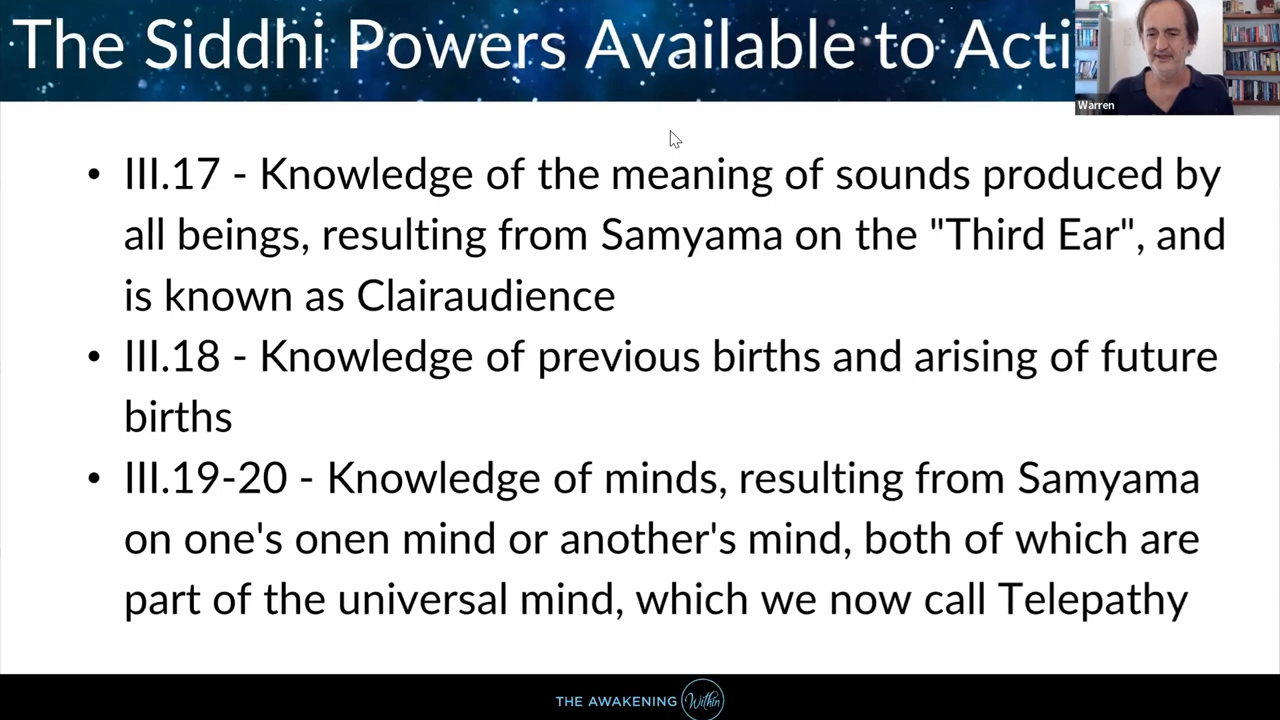 The Siddhi Powers Available to Acti
Warren
• III.17 - Knowledge of the meaning of sounds produced by
all beings, resulting from Samyama on the "Third Ear", and
is known as Clairaudience
• III.18 - Knowledge of previous births and arising of future
births
• III.19-20 - Knowledge of minds, resulting from Samyama
on one's onen mind or another's mind, both of which are
part of the universal mind, which we now call Telepathy
THE AWAKENING Within